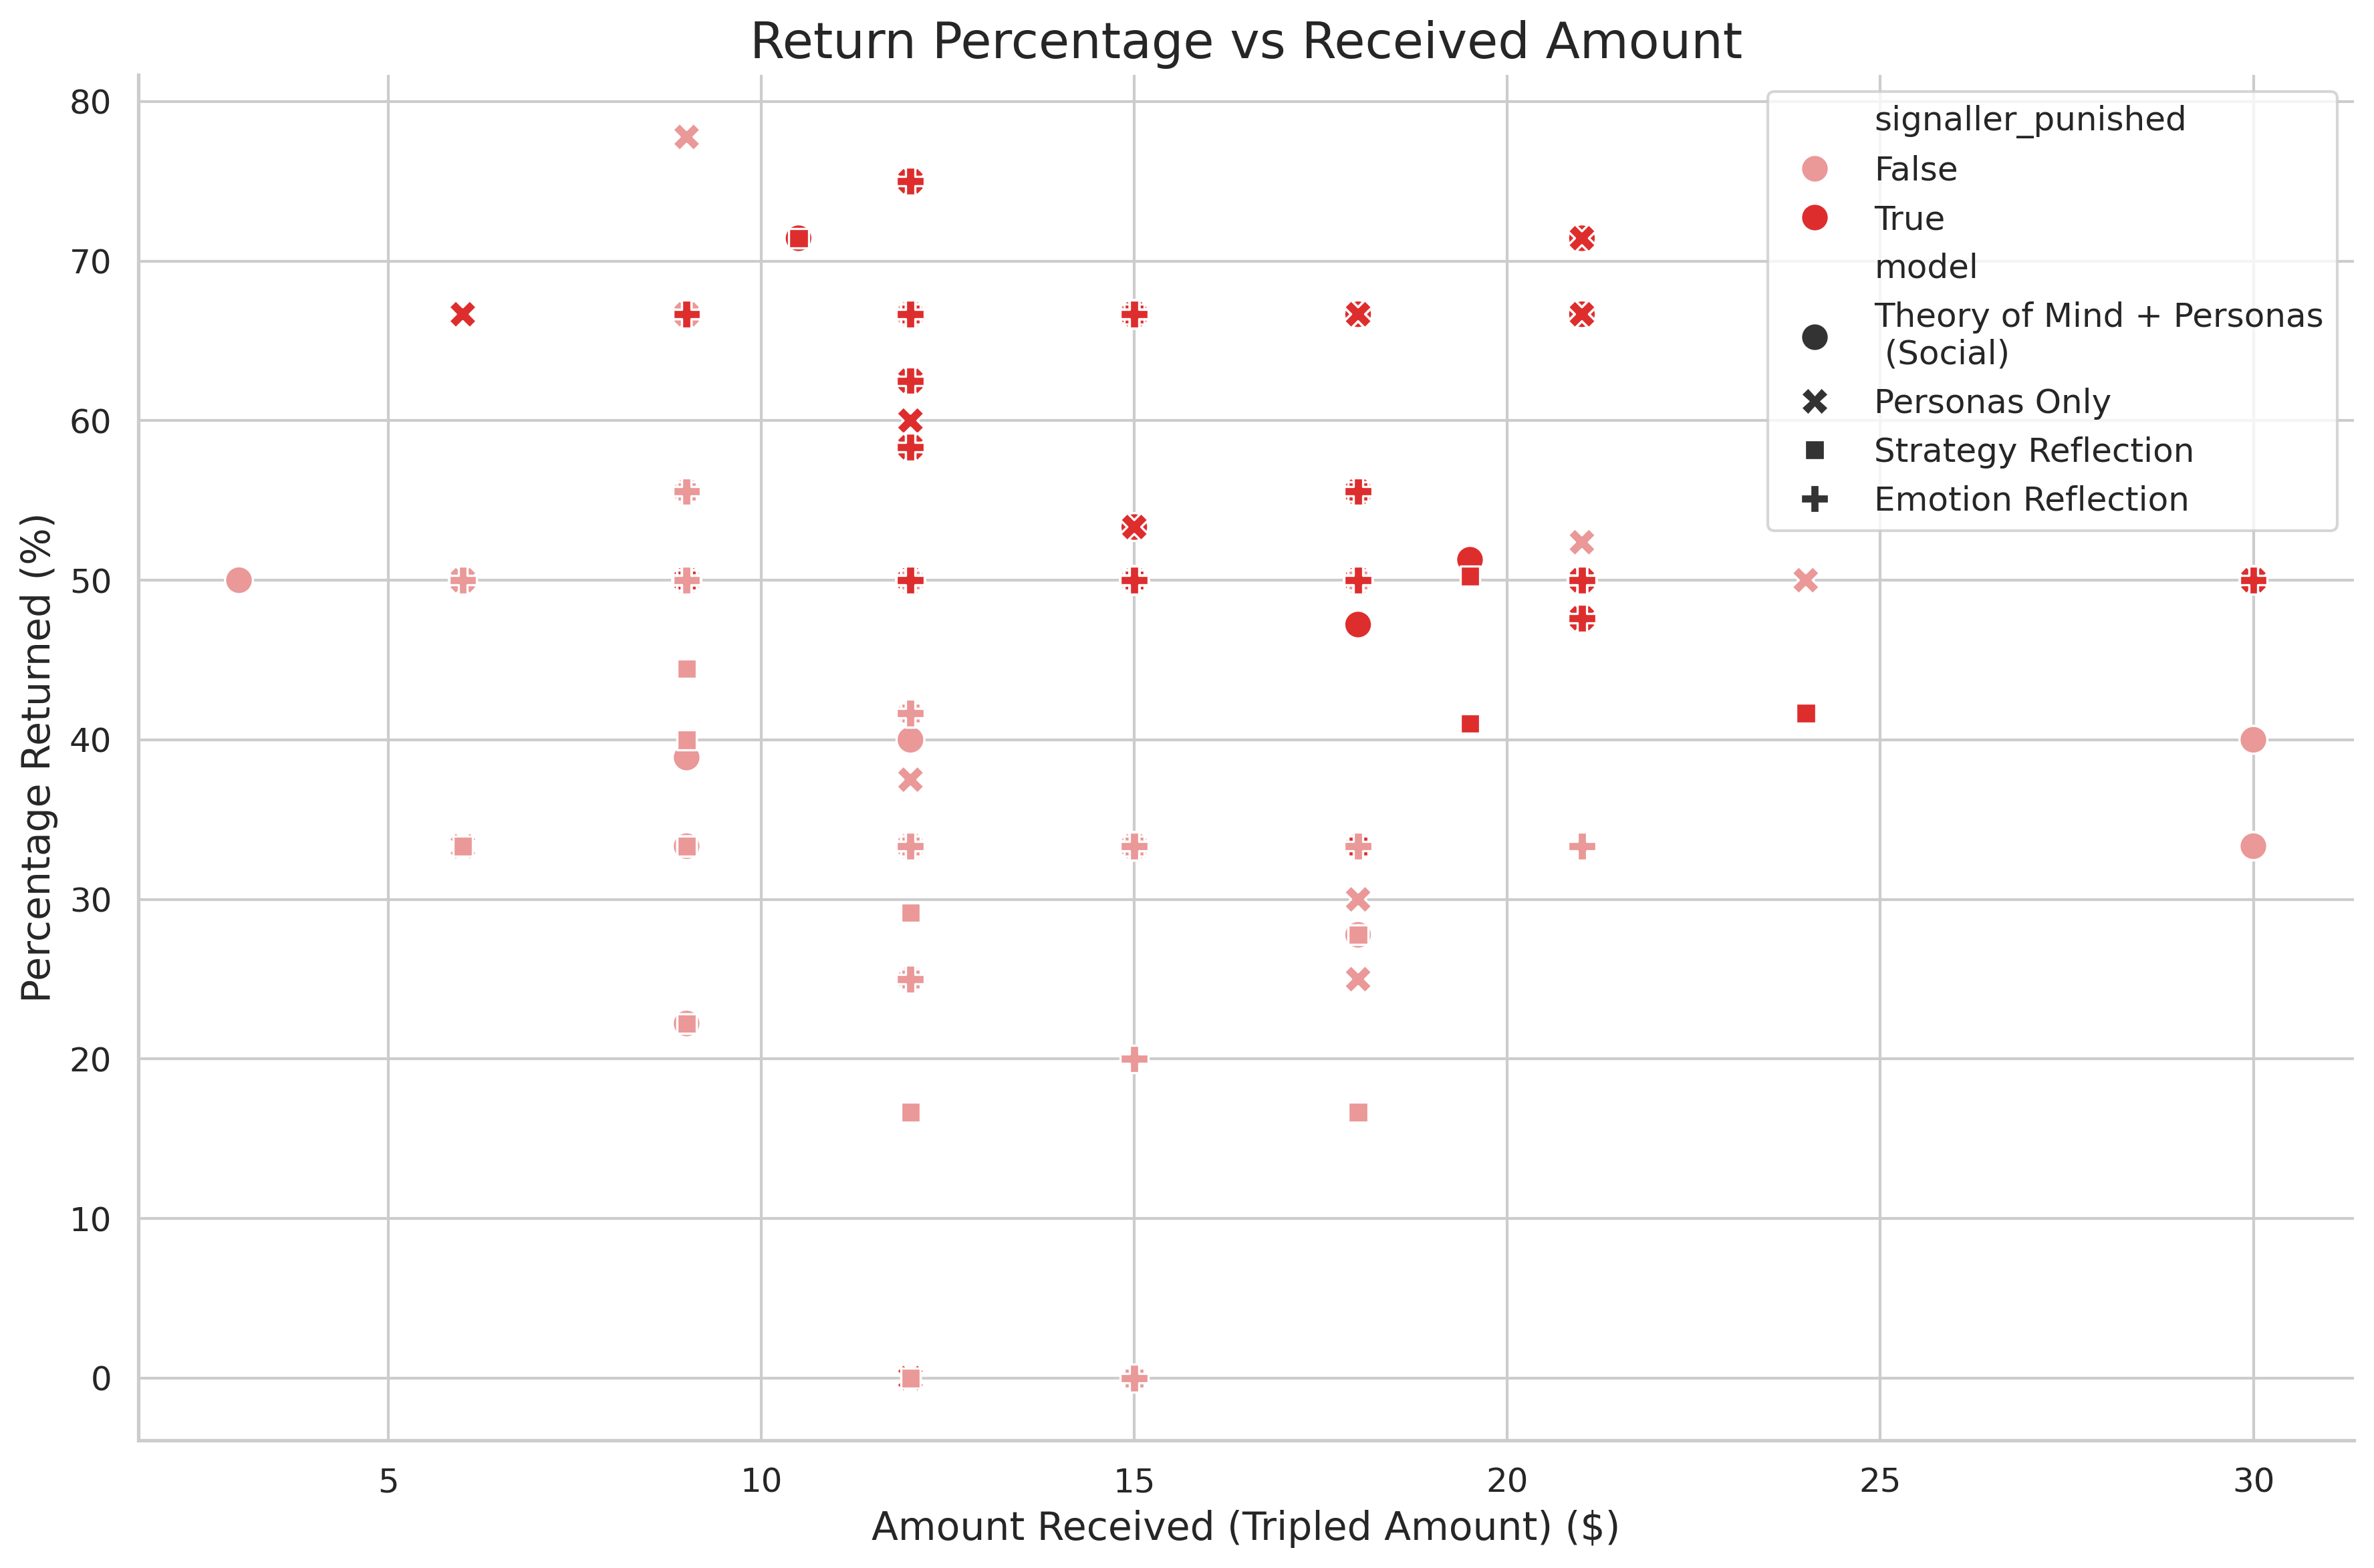 Return Percentage vs Received Amount
80
70
60
50
40
30
20
10
0
Percentage Returned (%)
signaller_punished
False
True
model
Theory of Mind + Personas
(Social)
Personas Only
Strategy Reflection
Emotion Reflection
5 10 15 20 25 30
Amount Received (Tripled Amount) ($)